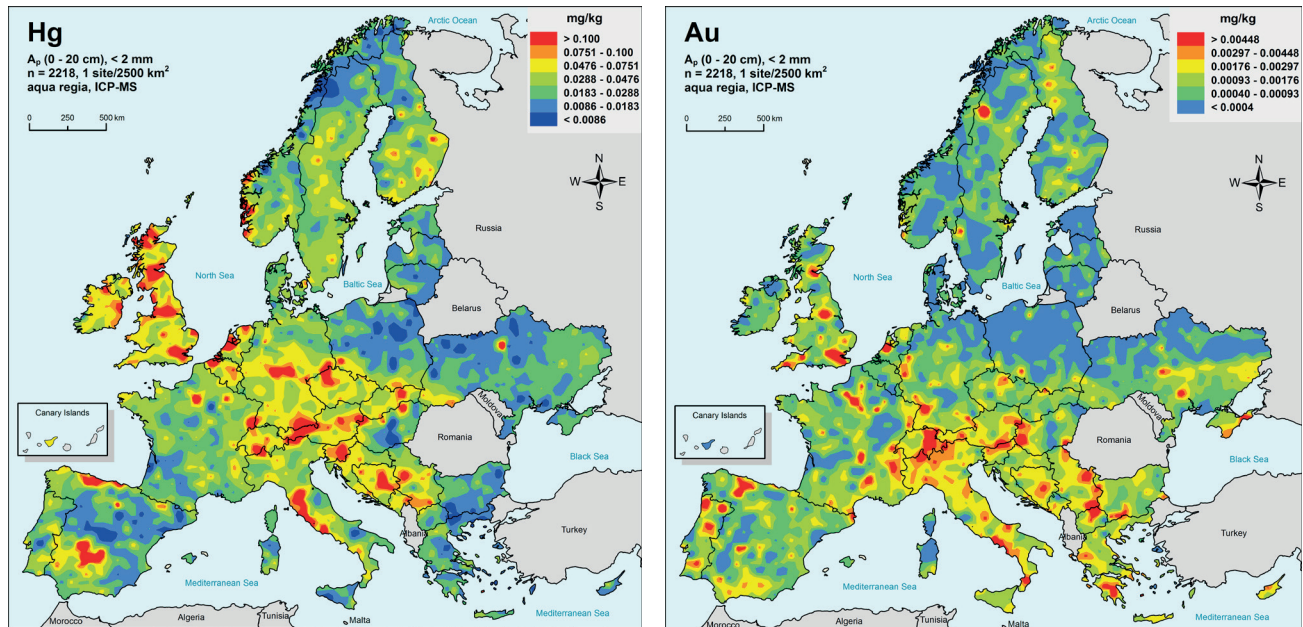 Hg
A_p (0 - 20 cm), < 2 mm
n = 2218, 1 site/2500 km²
aqua regia, ICP-MS
0 250 500 km
mg/kg
> 0.100
0.0751 - 0.100
0.0476 - 0.0751
0.0288 - 0.0476
0.0183 - 0.0288
0.0086 - 0.0183
< 0.0086
Arctic Ocean
N
W E
S
Russia
North Sea
Baltic Sea
Belarus
Canary Islands
Moldova
Romania
Black Sea
Albania
Turkey
Mediterranean Sea
Morocco
Algeria
Tunisia
Malta
Mediterranean Sea
Au
A_p (0 - 20 cm), < 2 mm
n = 2218, 1 site/2500 km²
aqua regia, ICP-MS
0 250 500 km
mg/kg
> 0.00448
0.00297 - 0.00448
0.00176 - 0.00297
0.00093 - 0.00176
0.00040 - 0.00093
< 0.0004
Arctic Ocean
N
W E
S
Russia
North Sea
Baltic Sea
Belarus
Canary Islands
Moldova
Romania
Black Sea
Albania
Turkey
Mediterranean Sea
Morocco
Algeria
Tunisia
Malta
Mediterranean Sea